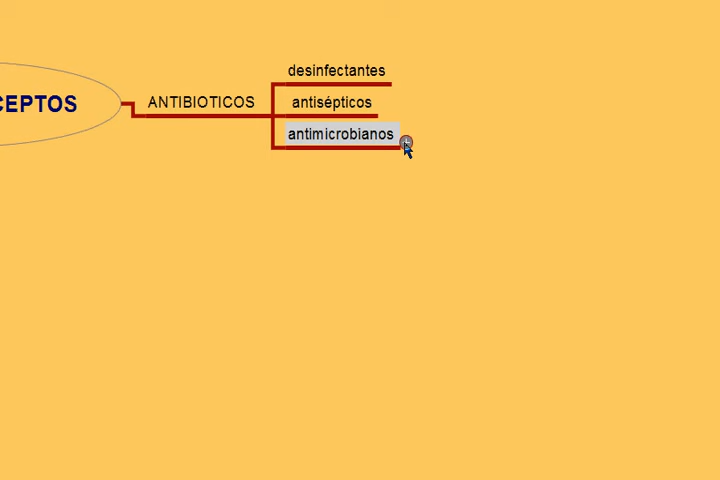 desinfectantes
CEPTOS
ANTIBIOTICOS
antisépticos
antimicrobianos